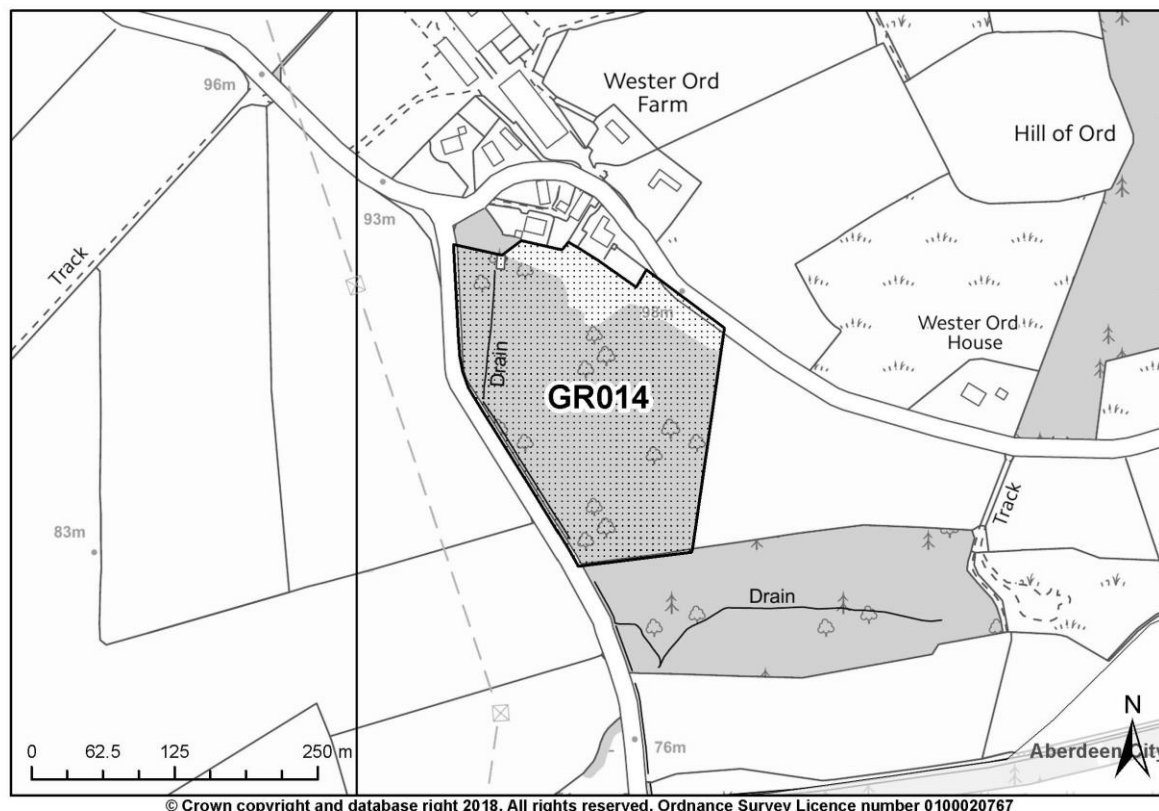 96m
Wester Ord
Farm
Hill of Ord
93m
Track
98m
Wester Ord
House
Drain
GR014
Track
83m
Drain
76m
0 62.5 125 250 m
N
Aberdeen City
© Crown copyright and database right 2018. All rights reserved. Ordnance Survey Licence number 0100020767